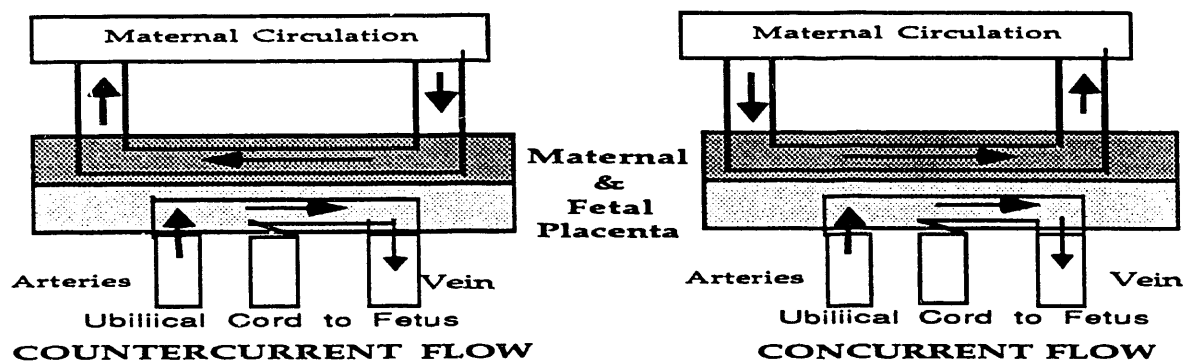 Maternal Circulation
Maternal Circulation
Maternal
&
Fetal
Placenta
Arteries
Vein
Arteries
Vein
Ubiliical Cord to Fetus
Ubiliical Cord to Fetus
COUNTERCURRENT FLOW
CONCURRENT FLOW